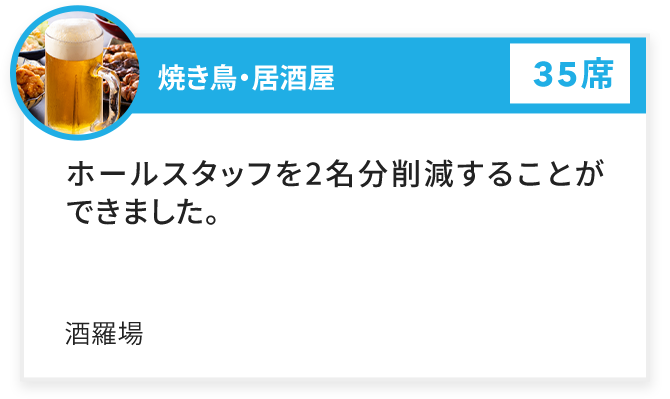 焼き鳥・居酒屋
35席
ホールスタッフを2名分削減することが
できました。
酒羅場